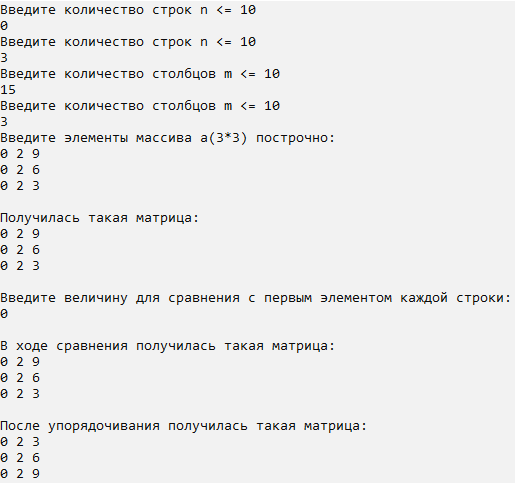 Введите количество строк n <= 10
0
Введите количество строк n <= 10
3
Введите количество столбцов m <= 10
15
Введите количество столбцов m <= 10
3
Введите элементы массива a(3*3) построчно:
0 2 9
0 2 6
0 2 3

Получилась такая матрица:
0 2 9
0 2 6
0 2 3

Введите величину для сравнения с первым элементом каждой строки:
0

В ходе сравнения получилась такая матрица:
0 2 9
0 2 6
0 2 3

После упорядочивания получилась такая матрица:
0 2 3
0 2 6
0 2 9